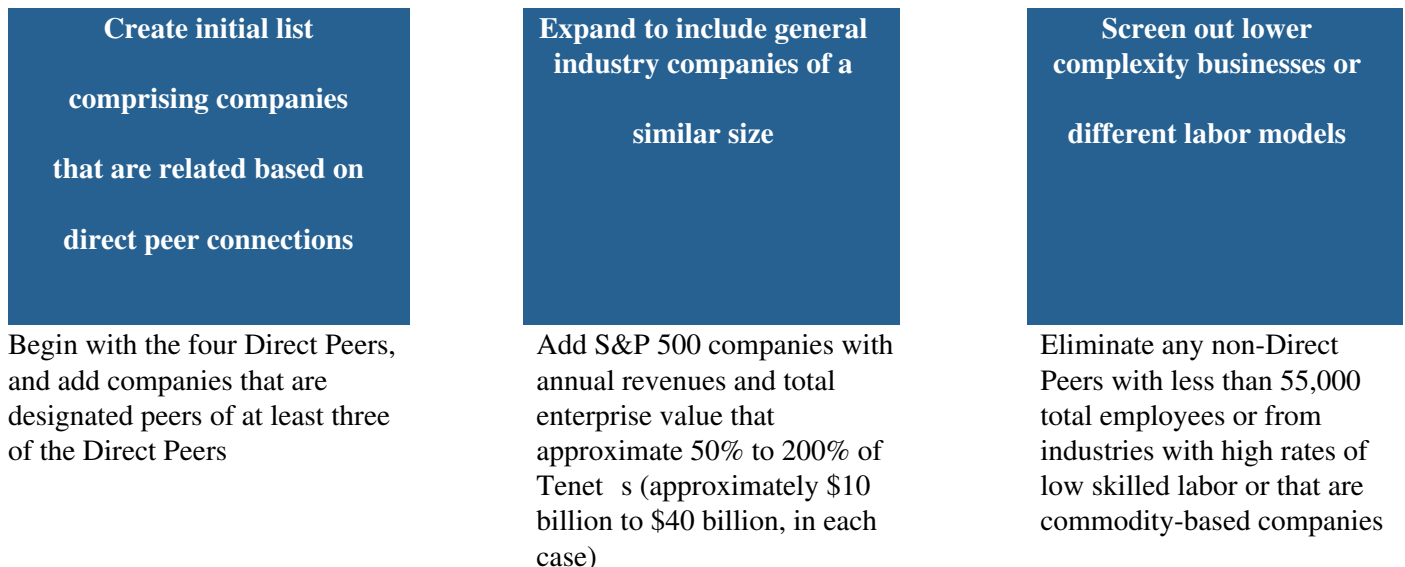 Create initial list
comprising companies
that are related based on
direct peer connections
Begin with the four Direct Peers,
and add companies that are
designated peers of at least three
of the Direct Peers
Expand to include general
industry companies of a
similar size
Add S&P 500 companies with
annual revenues and total
enterprise value that
approximate 50% to 200% of
Tenet s (approximately $10
billion to $40 billion, in each
case)
Screen out lower
complexity businesses or
different labor models
Eliminate any non-Direct
Peers with less than 55,000
total employees or from
industries with high rates of
low skilled labor or that are
commodity-based companies